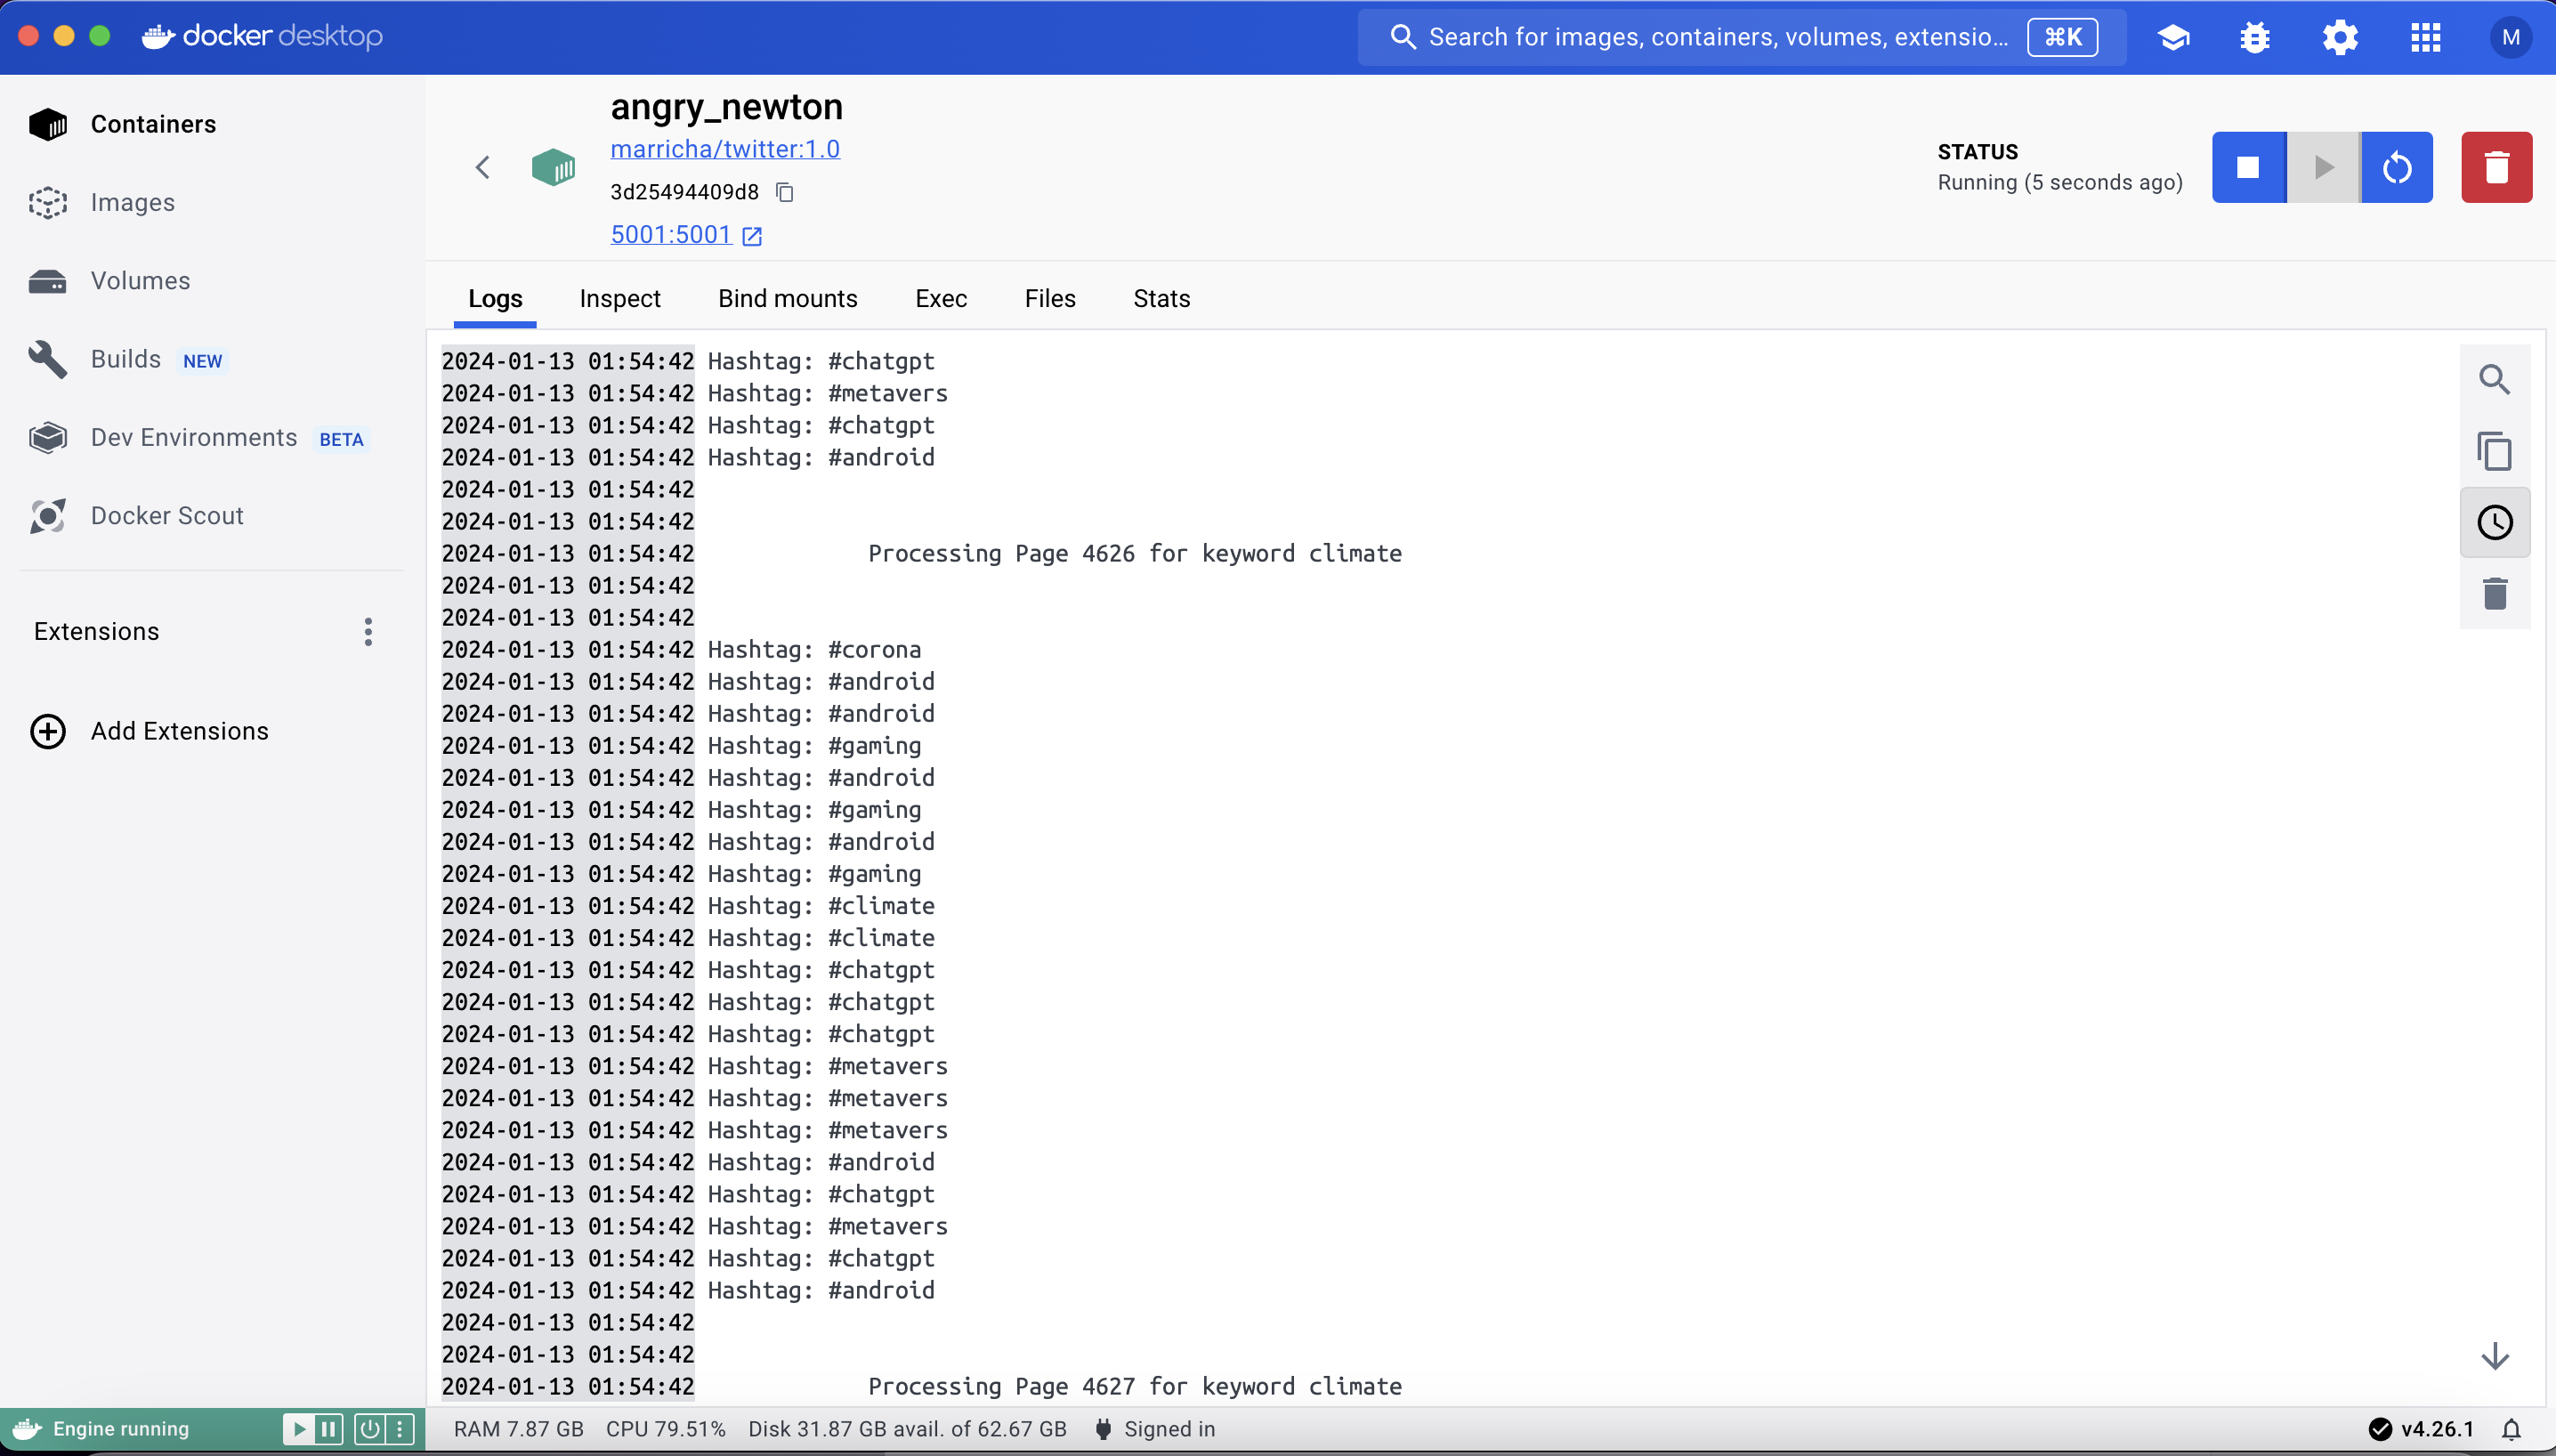 docker desktop
Search for images, containers, volumes, extensio... ⌘K
M
Containers
Images
Volumes
Builds NEW
Dev Environments BETA
Docker Scout
Extensions
Add Extensions
angry_newton
marricha/twitter:1.0
3d25494409d8
5001:5001
STATUS
Running (5 seconds ago)
Logs Inspect Bind mounts Exec Files Stats
2024-01-13 01:54:42 Hashtag: #chatgpt
2024-01-13 01:54:42 Hashtag: #metavers
2024-01-13 01:54:42 Hashtag: #chatgpt
2024-01-13 01:54:42 Hashtag: #android
2024-01-13 01:54:42
2024-01-13 01:54:42
2024-01-13 01:54:42 Processing Page 4626 for keyword climate
2024-01-13 01:54:42
2024-01-13 01:54:42
2024-01-13 01:54:42 Hashtag: #corona
2024-01-13 01:54:42 Hashtag: #android
2024-01-13 01:54:42 Hashtag: #android
2024-01-13 01:54:42 Hashtag: #gaming
2024-01-13 01:54:42 Hashtag: #android
2024-01-13 01:54:42 Hashtag: #gaming
2024-01-13 01:54:42 Hashtag: #android
2024-01-13 01:54:42 Hashtag: #gaming
2024-01-13 01:54:42 Hashtag: #climate
2024-01-13 01:54:42 Hashtag: #climate
2024-01-13 01:54:42 Hashtag: #chatgpt
2024-01-13 01:54:42 Hashtag: #chatgpt
2024-01-13 01:54:42 Hashtag: #chatgpt
2024-01-13 01:54:42 Hashtag: #metavers
2024-01-13 01:54:42 Hashtag: #metavers
2024-01-13 01:54:42 Hashtag: #metavers
2024-01-13 01:54:42 Hashtag: #android
2024-01-13 01:54:42 Hashtag: #chatgpt
2024-01-13 01:54:42 Hashtag: #metavers
2024-01-13 01:54:42 Hashtag: #chatgpt
2024-01-13 01:54:42 Hashtag: #android
2024-01-13 01:54:42
2024-01-13 01:54:42
2024-01-13 01:54:42 Processing Page 4627 for keyword climate
Engine running
RAM 7.87 GB CPU 79.51% Disk 31.87 GB avail. of 62.67 GB Signed in
v4.26.1